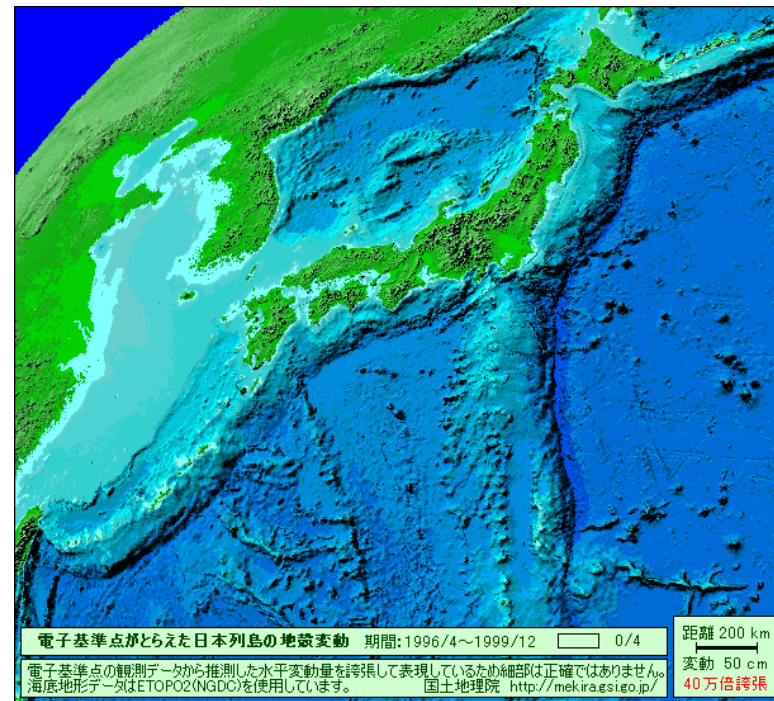 電子基準点がとらえた日本列島の地殻変動 期間:1996/4~1999/12 0/4
電子基準点の観測データから推測した水平変動量を誇張して表現しているため細部は正確ではありません。
海底地形データはETOPO2(NGDC)を使用しています。 国土地理院 http://mekira.gsi.go.jp/
距離 200 km
変動 50 cm
40万倍誇張